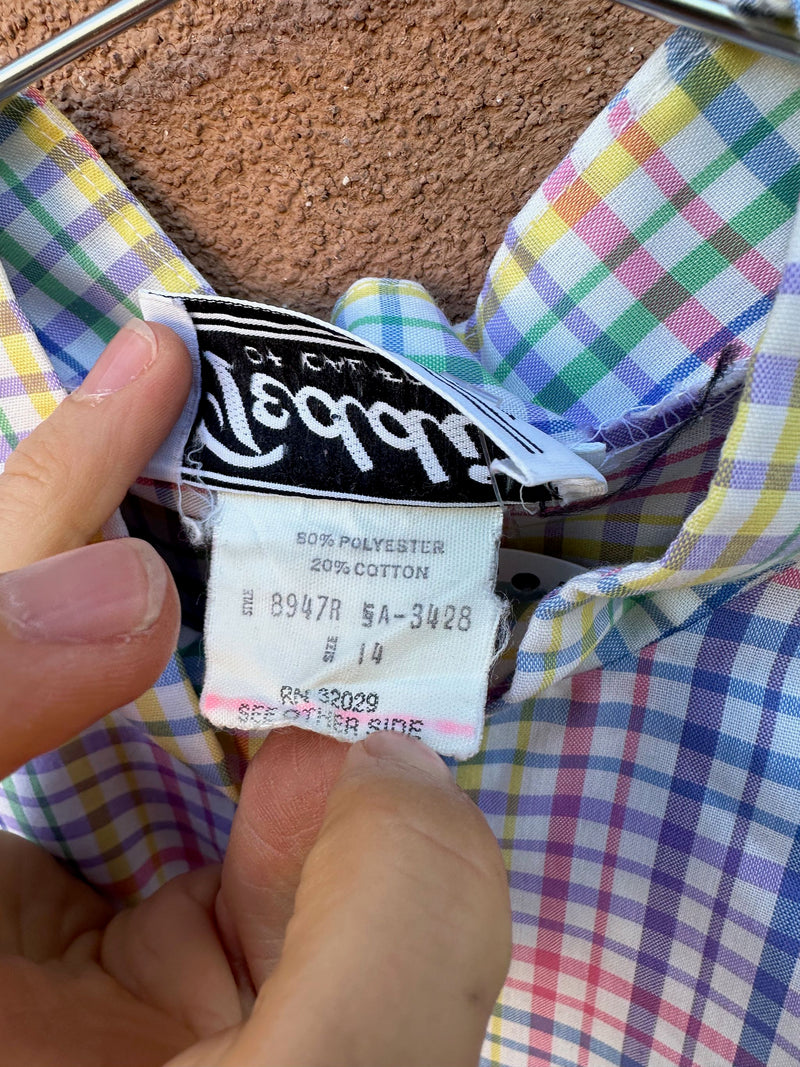 80% POLYESTER
20% COTTON
STYLE 8947R 5A-3428
SIZE 14
RN 32029
SEE OTHER SIDE